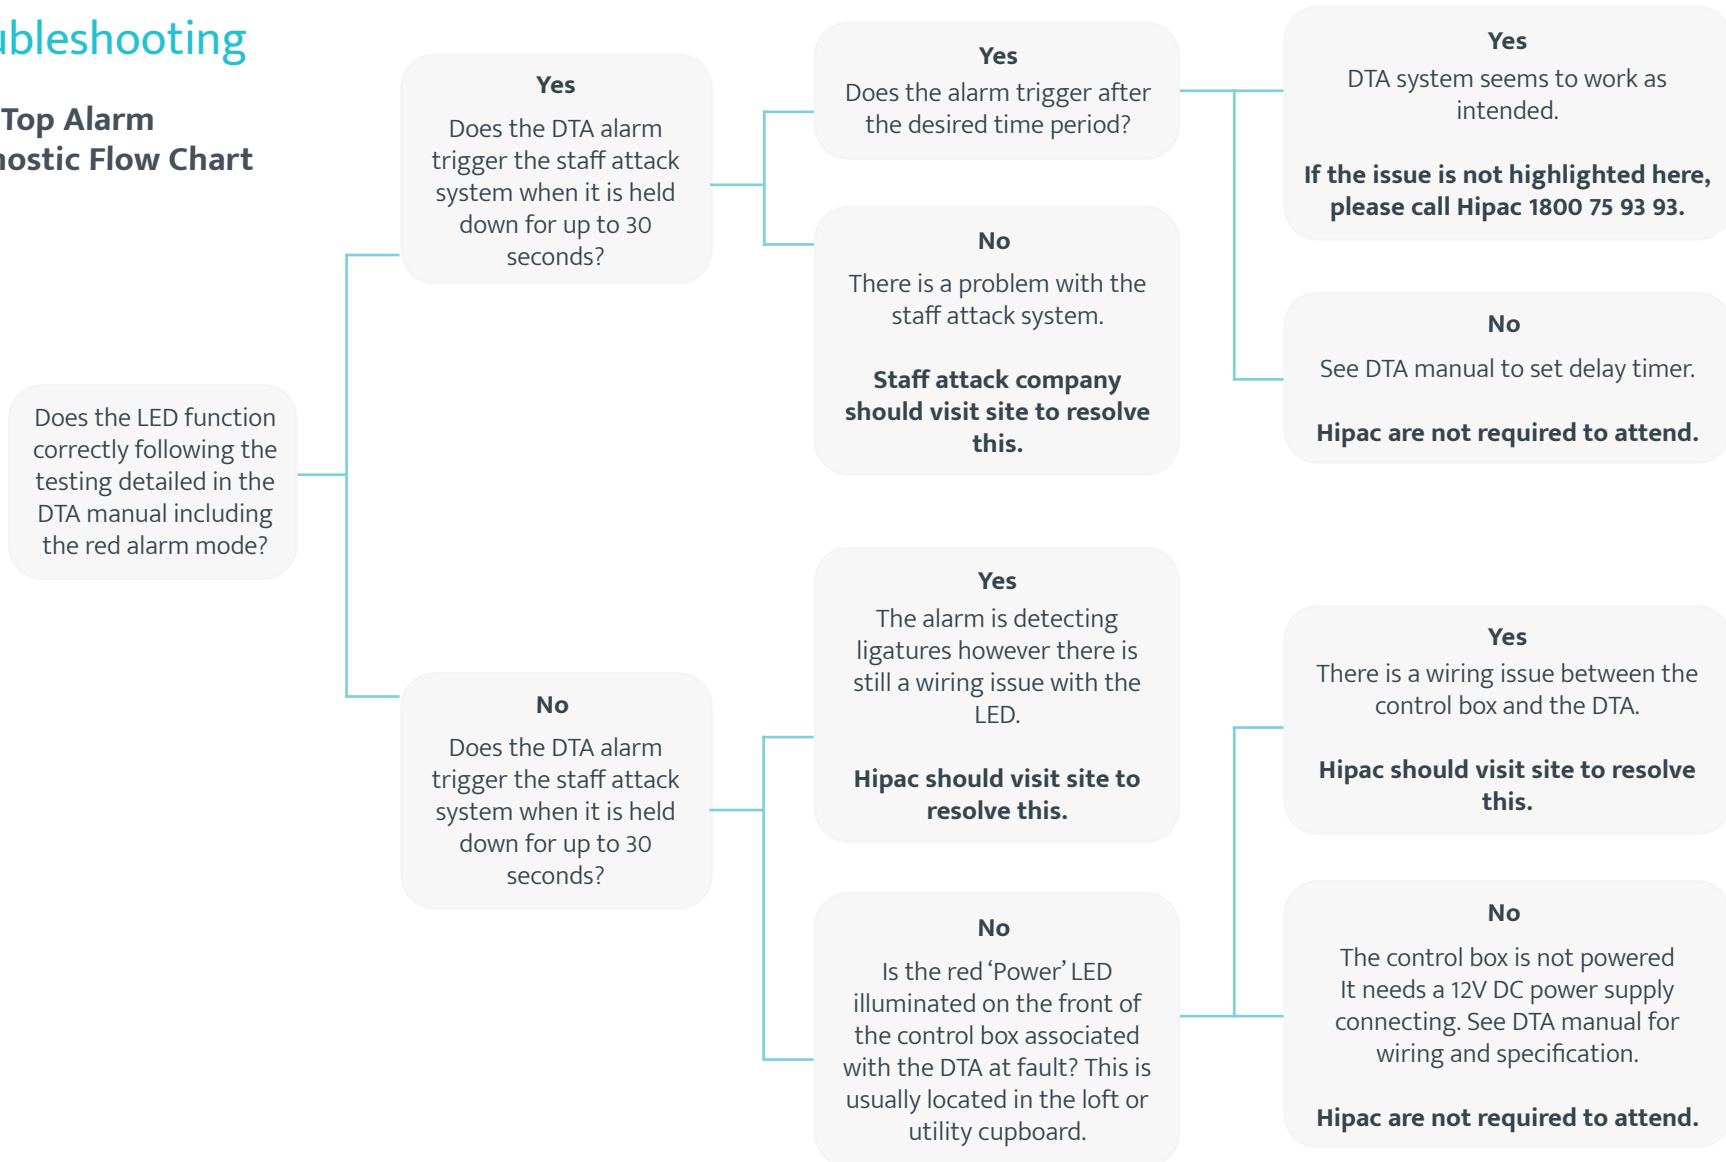 ubleshooting
Top Alarm
nostic Flow Chart
Does the LED function
correctly following the
testing detailed in the
DTA manual including
the red alarm mode?
Yes
Does the DTA alarm
trigger the staff attack
system when it is held
down for up to 30
seconds?
No
Does the DTA alarm
trigger the staff attack
system when it is held
down for up to 30
seconds?
Yes
Does the alarm trigger after
the desired time period?
No
There is a problem with the
staff attack system.
Staff attack company
should visit site to resolve
this.
Yes
The alarm is detecting
ligatures however there is
still a wiring issue with the
LED.
Hipac should visit site to
resolve this.
No
Is the red ‘Power’ LED
illuminated on the front of
the control box associated
with the DTA at fault? This is
usually located in the loft or
utility cupboard.
Yes
DTA system seems to work as
intended.
If the issue is not highlighted here,
please call Hipac 1800 75 93 93.
No
See DTA manual to set delay timer.
Hipac are not required to attend.
Yes
There is a wiring issue between the
control box and the DTA.
Hipac should visit site to resolve
this.
No
The control box is not powered
It needs a 12V DC power supply
connecting. See DTA manual for
wiring and specification.
Hipac are not required to attend.